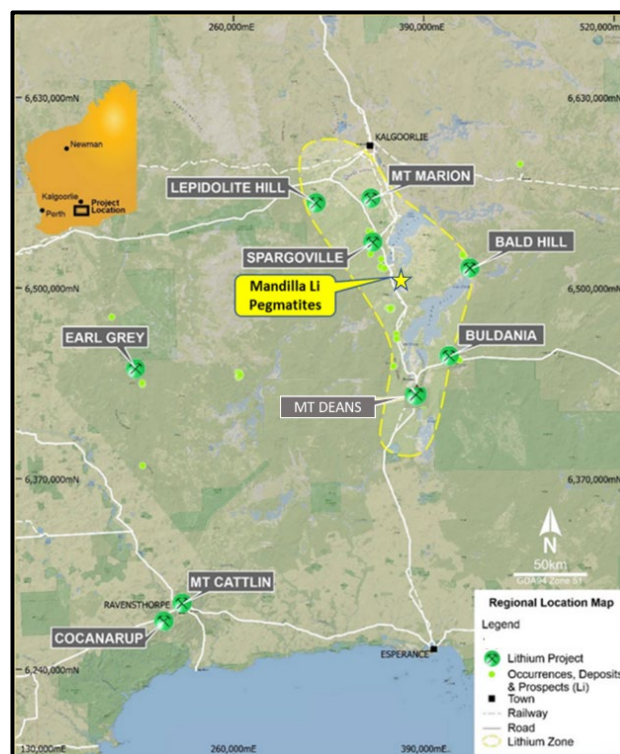 260,000mE
390,000mE
520,000mE
6,630,000mN
Newman
Kalgoorlie
Project
Location
Perth
KALGOORLIE
LEPIDOLITE HILL
MT MARION
SPARGOVILLE
BALD HILL
Mandilla Li
Pegmatites
6,500,000mN
6,500,000mN
EARL GREY
BULDANIA
MT DEANS
6,370,000mN
6,370,000mN
N
50km
GDA94 Zone 51
MT CATTLIN
RAVENSTHORPE
COCANARUP
ESPERANCE
6,240,000mN
130,000mE
260,000mE
390,000mE
Regional Location Map
Legend
Lithium Project
Occurrences, Deposits
& Prospects (Li)
Town
Railway
Road
Lithium Zone